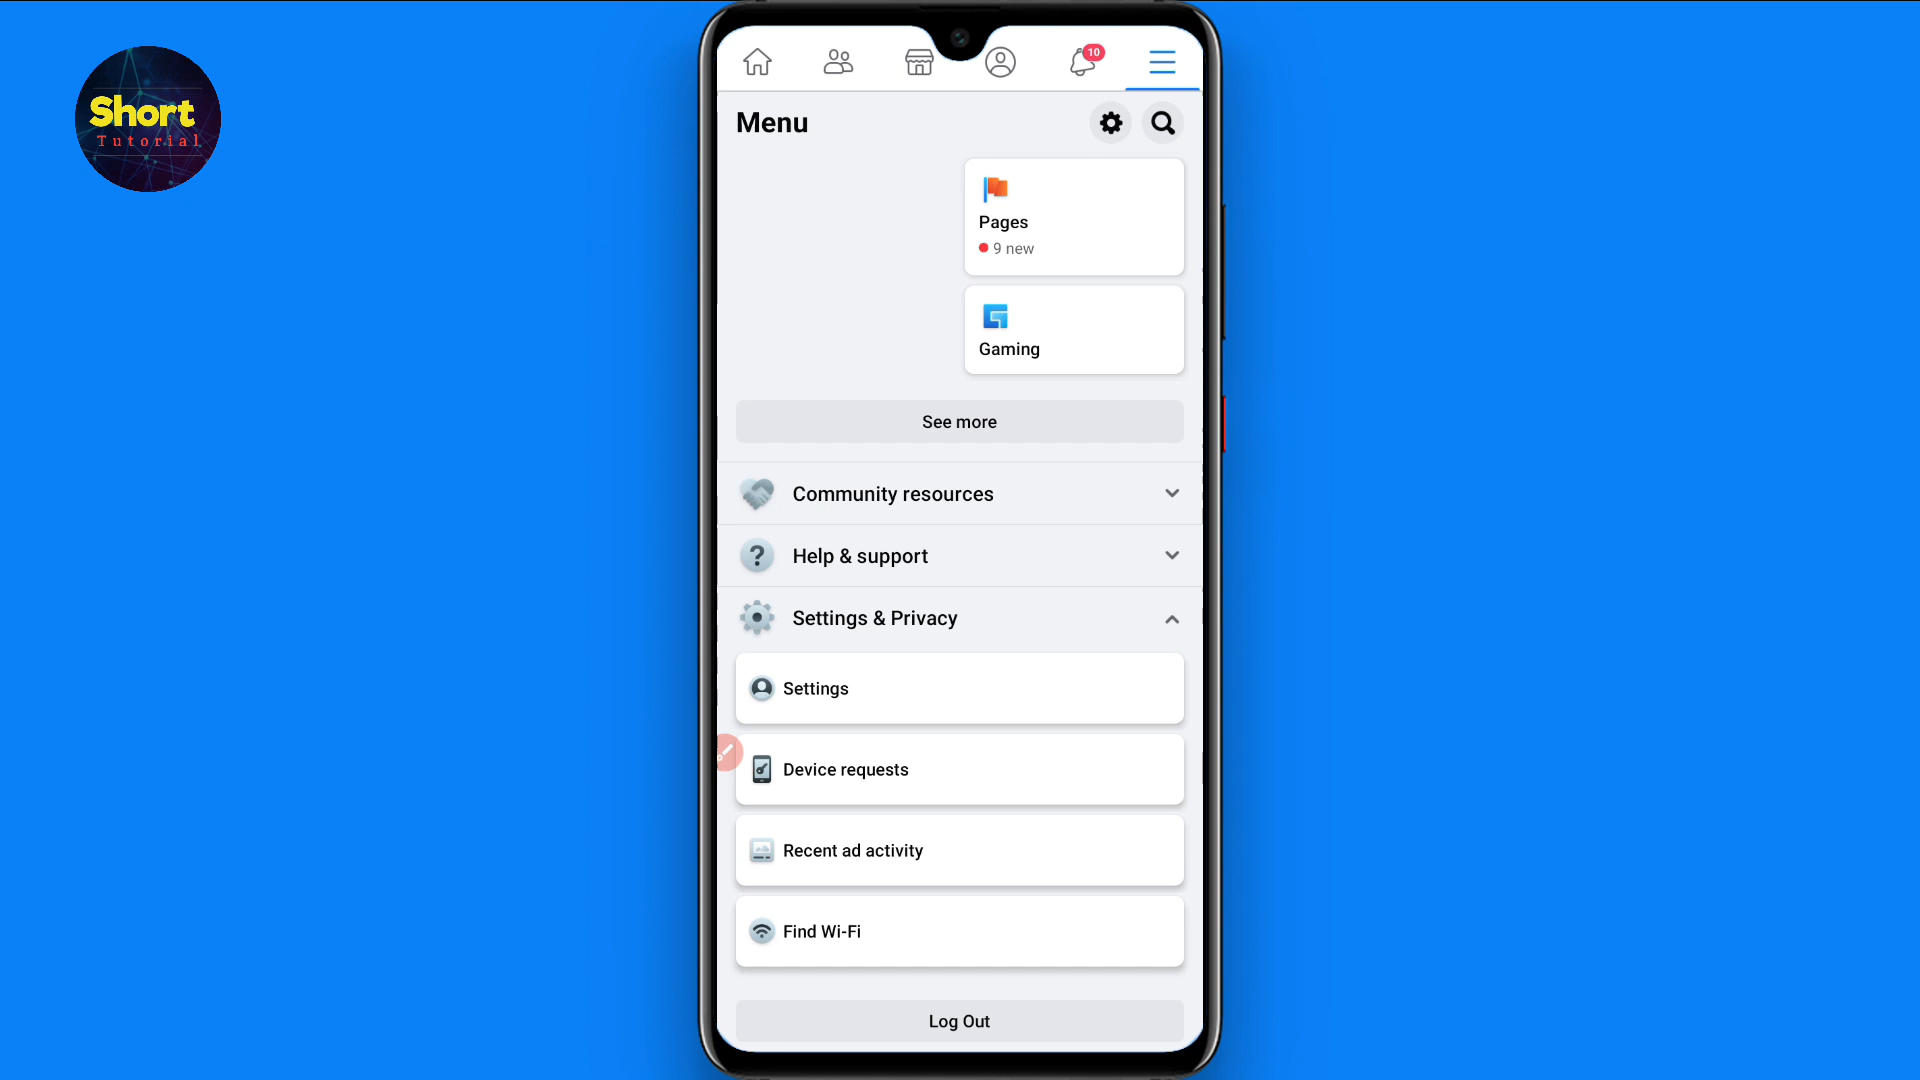 Short
Tutorial
10
Menu
Pages
9 new
Gaming
See more
Community resources
Help & support
Settings & Privacy
Settings
Device requests
Recent ad activity
Find Wi-Fi
Log Out